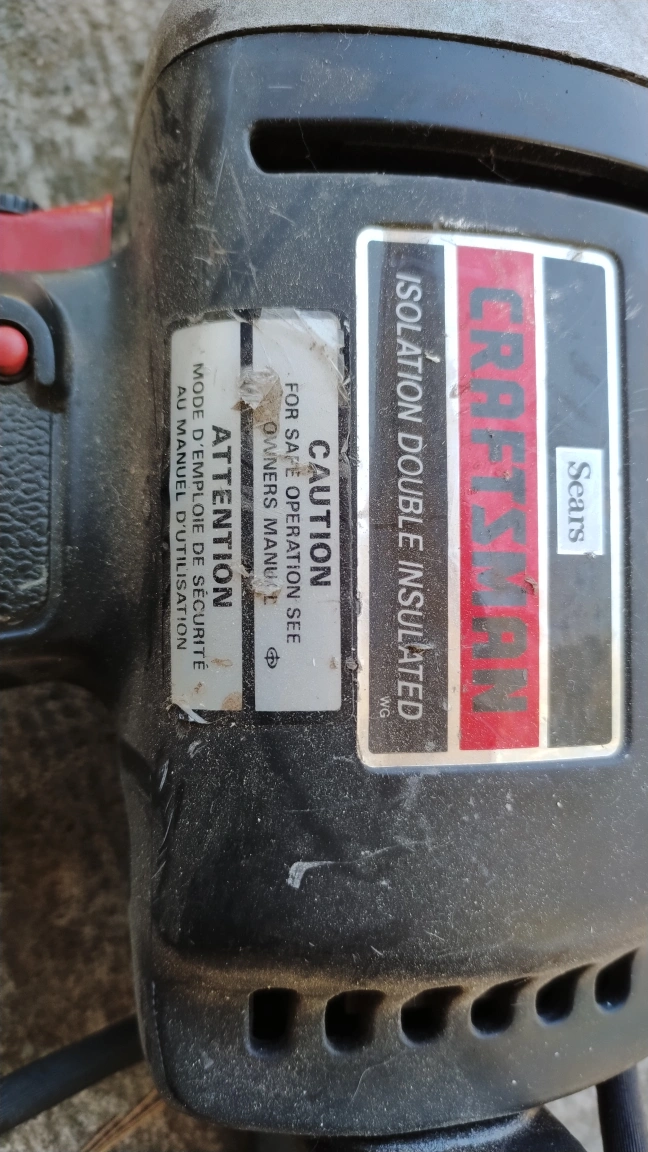 Sears
CRAFTSMAN
ISOLATION DOUBLE INSULATED
WG
CAUTION
FOR SAFE OPERATION SEE
OWNERS MANUAL
ATTENTION
MODE D'EMPLOIE DE SÉCURITÉ
AU MANUEL D'UTILISATION